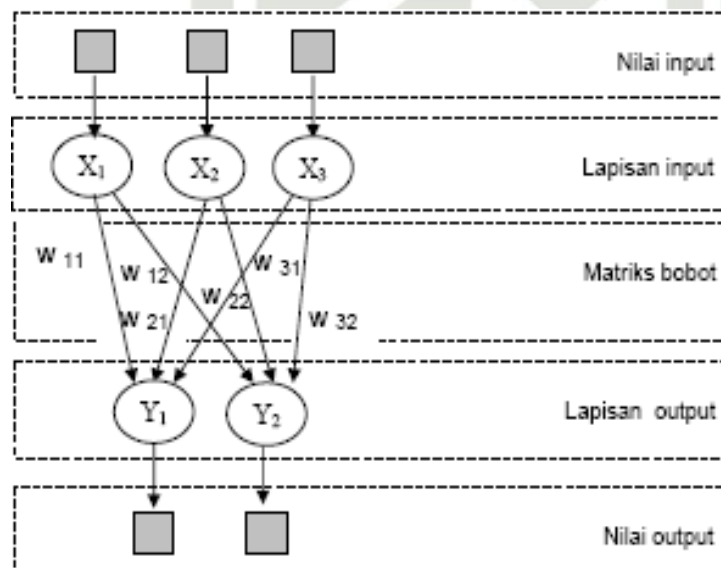 Nilai input
X₁ X₂ X₃
Lapisan input
w 11
w 12
w 21
w 22
w 31
w 32
Matriks bobot
Y₁ Y₂
Lapisan output
Nilai output